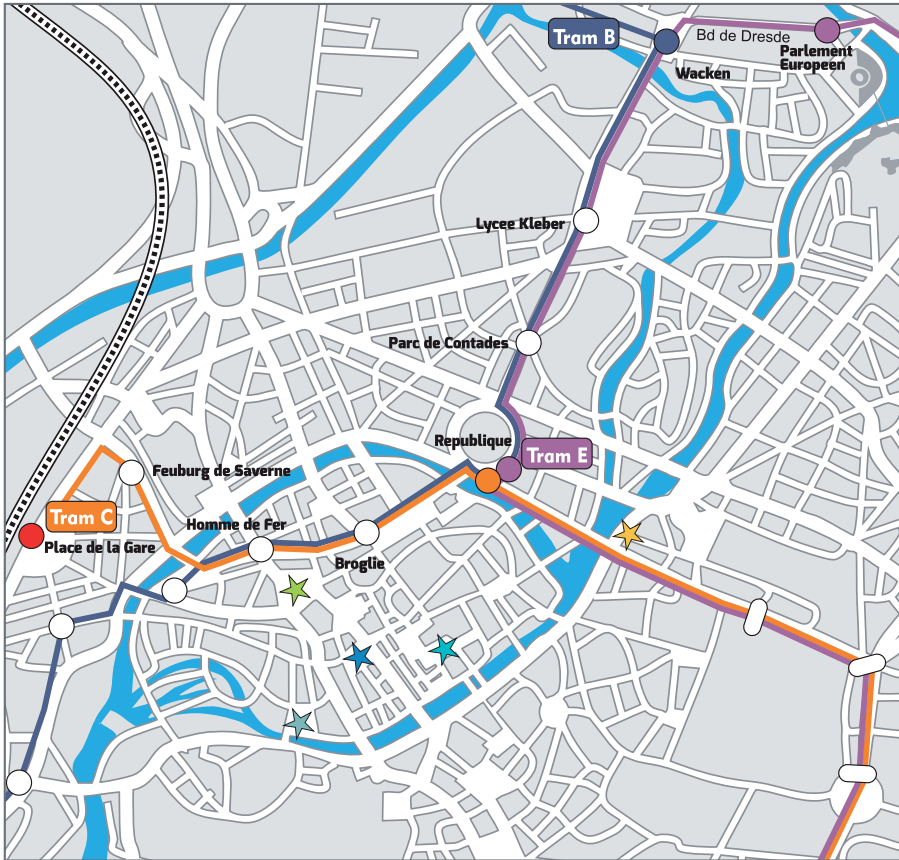 Tram B
Bd de Dresde
Parlement
Europeen
Wacken
Lycee Kleber
Parc de Contades
Republique
Tram E
Feuburg de Saverne
Tram C
Homme de Fer
Place de la Gare
Broglie